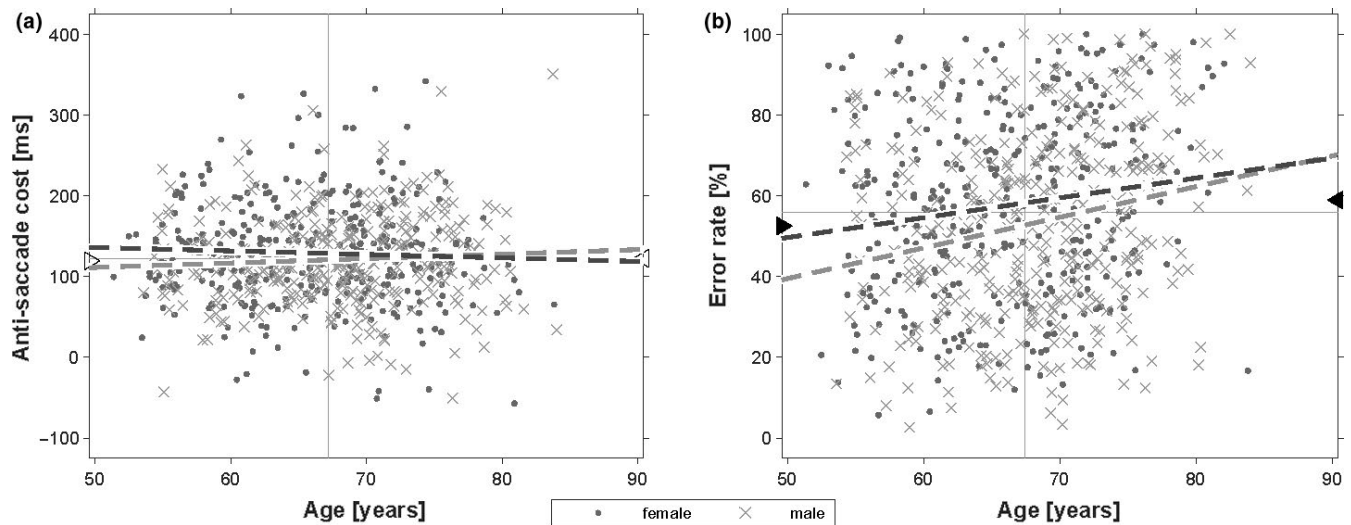 (a)
Anti-saccade cost [ms]
400
300
200
100
0
−100
50 60 70 80 90
Age [years]
(b)
Error rate [%]
100
80
60
40
20
0
50 60 70 80 90
Age [years]
female male